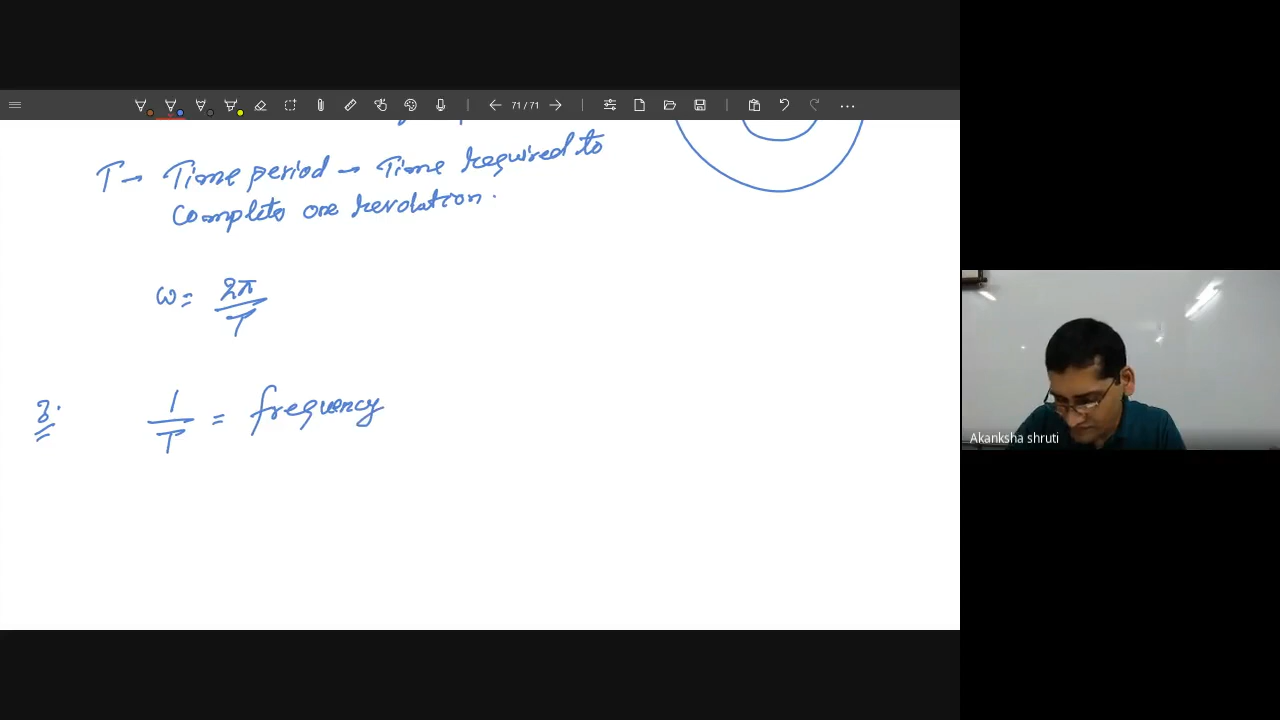 71 / 71
T → Time period → Time required to
complete one revolution.
ω = 2π/T
3. 1/T = frequency
Akanksha shruti